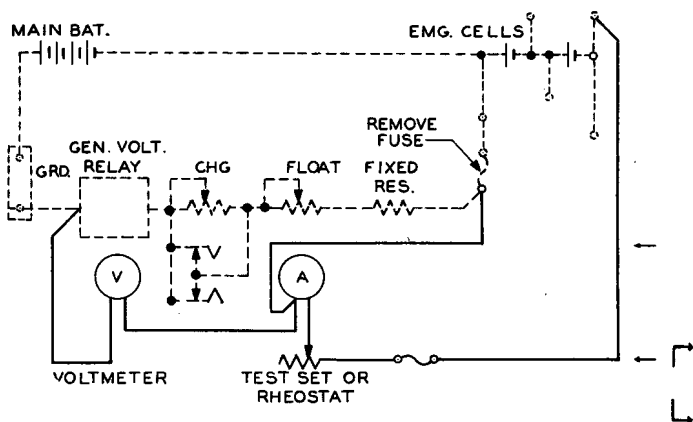 MAIN BAT.
EMG. CELLS
REMOVE
FUSE
GEN. VOLT.
RELAY
GRD.
CHG
FLOAT
FIXED
RES.
V
A
VOLTMETER
TEST SET OR
RHEOSTAT